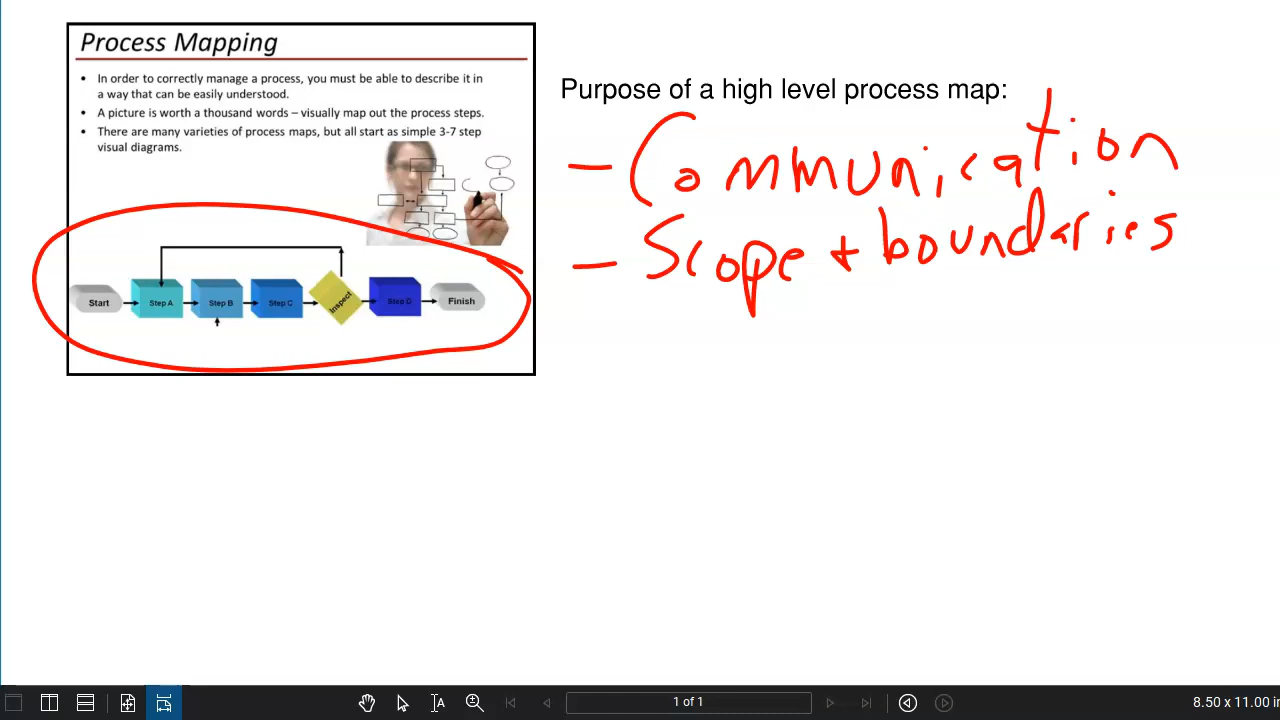 Process Mapping
• In order to correctly manage a process, you must be able to describe it in
a way that can be easily understood.
• A picture is worth a thousand words – visually map out the process steps.
• There are many varieties of process maps, but all start as simple 3-7 step
visual diagrams.
Start
Step A
Step B
Step C
Inspect
Step D
Finish
Purpose of a high level process map:
- Communication
- Scope + boundaries
1 of 1
8.50 x 11.00 in